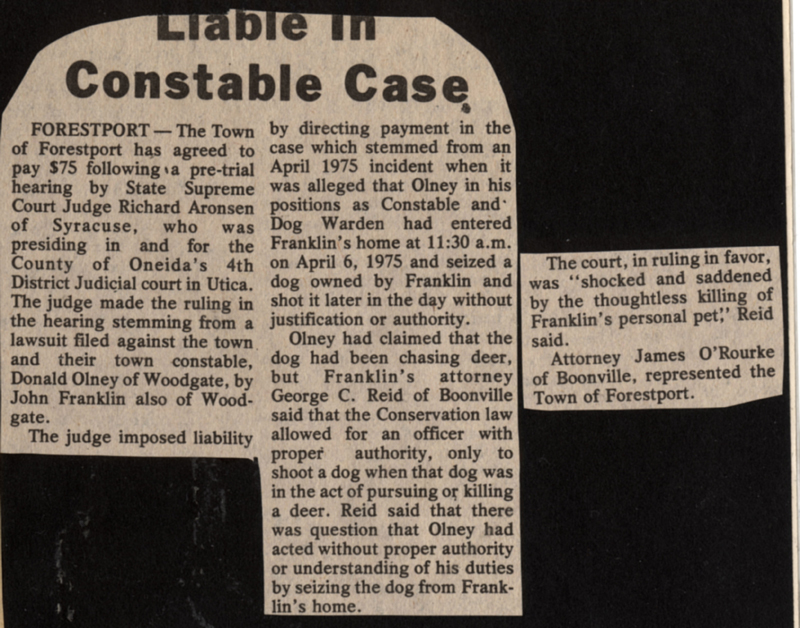 Liable in
Constable Case
FORESTPORT — The Town
of Forestport has agreed to
pay $75 following a pre-trial
hearing by State Supreme
Court Judge Richard Aronsen
of Syracuse, who was
presiding in and for the
County of Oneida's 4th
District Judicial court in Utica.
The judge made the ruling in
the hearing stemming from a
lawsuit filed against the town
and their town constable,
Donald Olney of Woodgate, by
John Franklin also of Wood-
gate.
The judge imposed liability
by directing payment in the
case which stemmed from an
April 1975 incident when it
was alleged that Olney in his
positions as Constable and
Dog Warden had entered
Franklin's home at 11:30 a.m.
on April 6, 1975 and seized a
dog owned by Franklin and
shot it later in the day without
justification or authority.
Olney had claimed that the
dog had been chasing deer,
but Franklin's attorney
George C. Reid of Boonville
said that the Conservation law
allowed for an officer with
proper authority, only to
shoot a dog when that dog was
in the act of pursuing or killing
a deer. Reid said that there
was question that Olney had
acted without proper authority
or understanding of his duties
by seizing the dog from Frank-
lin's home.
The court, in ruling in favor,
was "shocked and saddened
by the thoughtless killing of
Franklin's personal pet," Reid
said.
Attorney James O'Rourke
of Boonville, represented the
Town of Forestport.